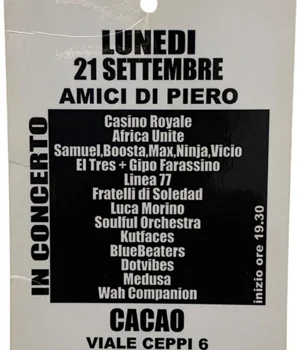 LUNEDI
21 SETTEMBRE
AMICI DI PIERO
IN CONCERTO
Casino Royale
Africa Unite
Samuel,Boosta,Max,Ninja,Vicio
El Tres + Gipo Farassino
Linea 77
Fratelli di Soledad
Luca Morino
Soulful Orchestra
Kutfaces
BlueBeaters
Dotvibes
Medusa
Wah Companion
inizio ore 19.30
CACAO
VIALE CEPPI 6